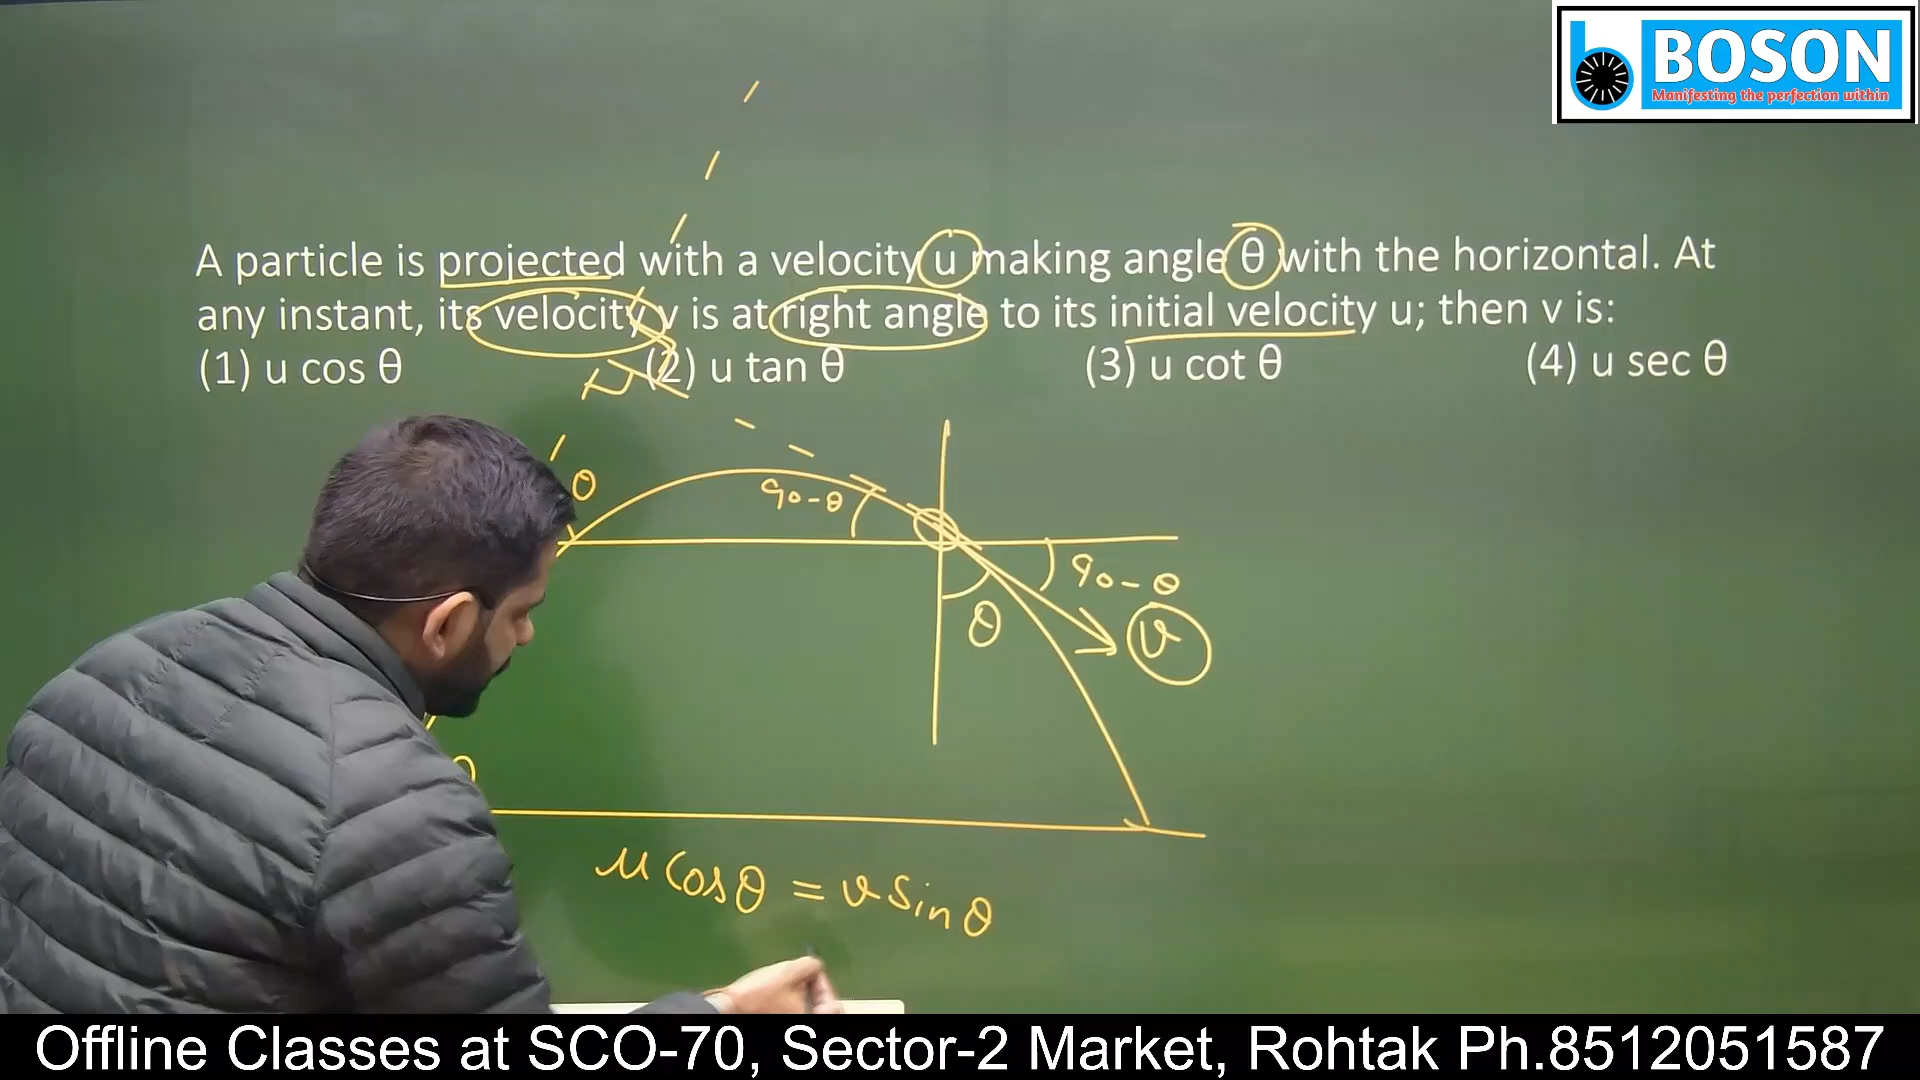 BOSON
Manifesting the perfection within
A particle is projected with a velocity u making angle θ with the horizontal. At
any instant, its velocity v is at right angle to its initial velocity u; then v is:
(1) u cos θ (2) u tan θ (3) u cot θ (4) u sec θ
θ
90-θ
90-θ
θ
v
u cosθ = v sinθ
Offline Classes at SCO-70, Sector-2 Market, Rohtak Ph.8512051587